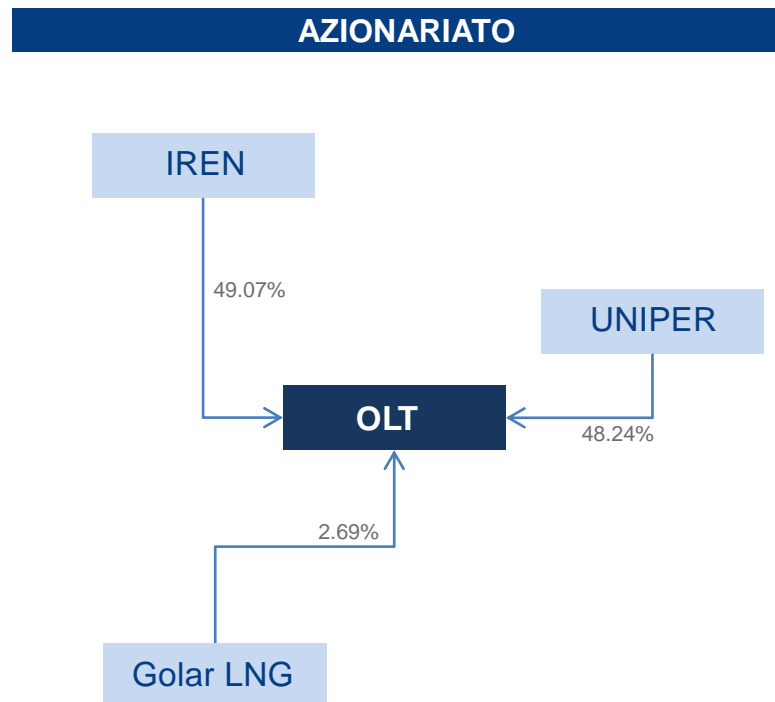 AZIONARIATO
IREN
49.07%
UNIPER
OLT
48.24%
2.69%
Golar LNG